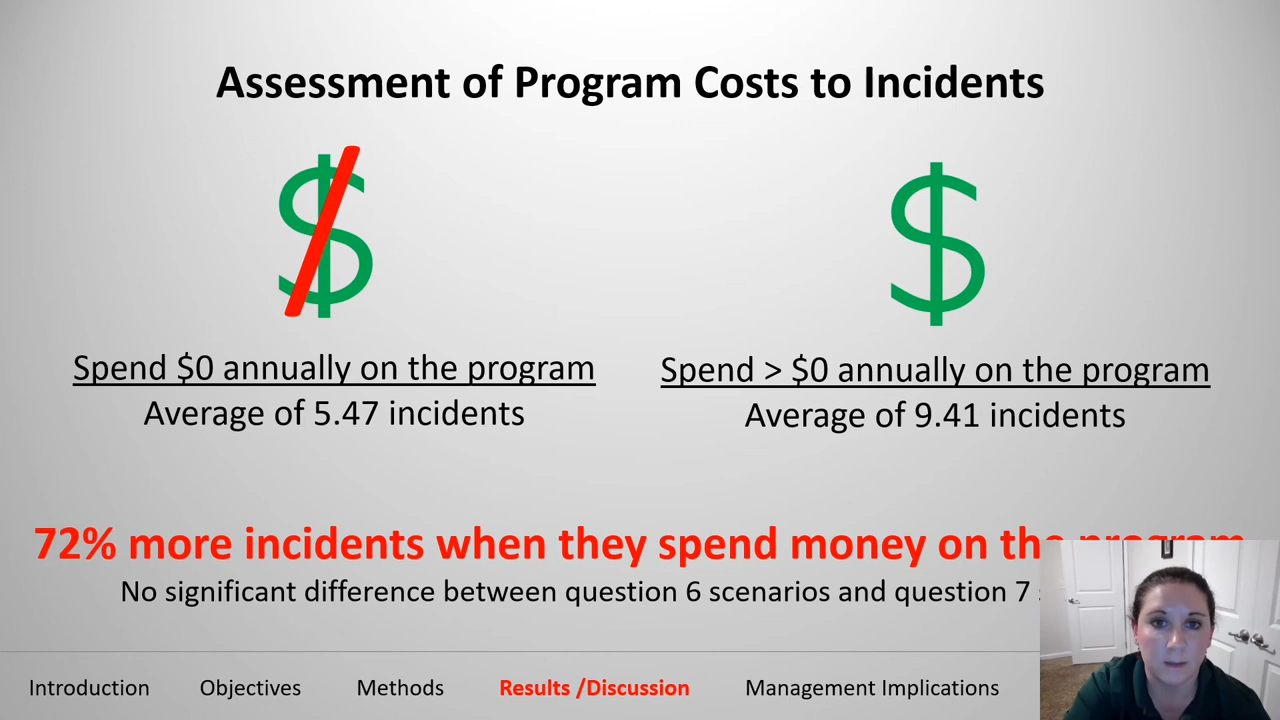 Assessment of Program Costs to Incidents
$
$
Spend $0 annually on the program
Average of 5.47 incidents
Spend > $0 annually on the program
Average of 9.41 incidents
72% more incidents when they spend money on the program
No significant difference between question 6 scenarios and question 7
Introduction
Objectives
Methods
Results /Discussion
Management Implications